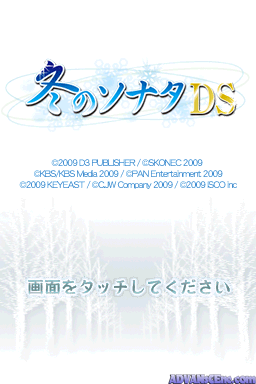 冬のソナタDS
©2009 D3 PUBLISHER / ©SKONEC 2009
©KBS/KBS Media 2009 / ©PAN Entertainment 2009
©2009 KEYEAST / ©CJW Company 2009 / ©2009 ISCO inc
画面をタッチしてください
ADVANsCEne.com